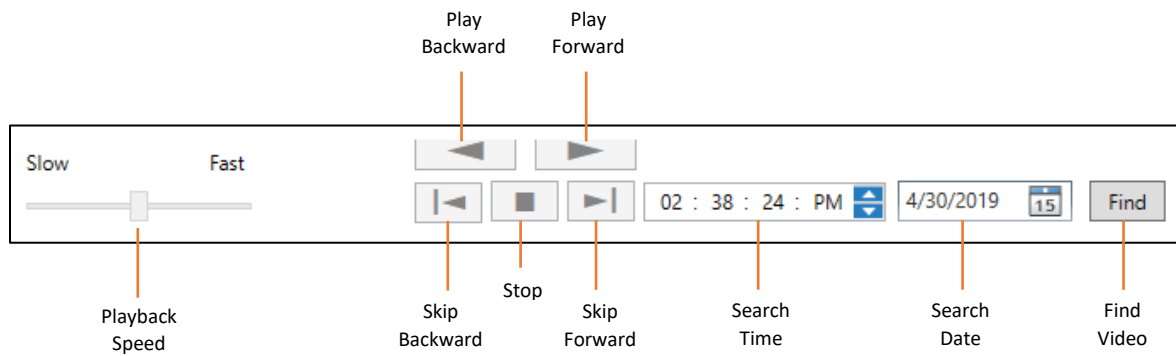 Play
Backward
Play
Forward
Slow
Fast
02 : 38 : 24 : PM
4/30/2019
15
Find
Playback
Speed
Skip
Backward
Stop
Skip
Forward
Search
Time
Search
Date
Find
Video